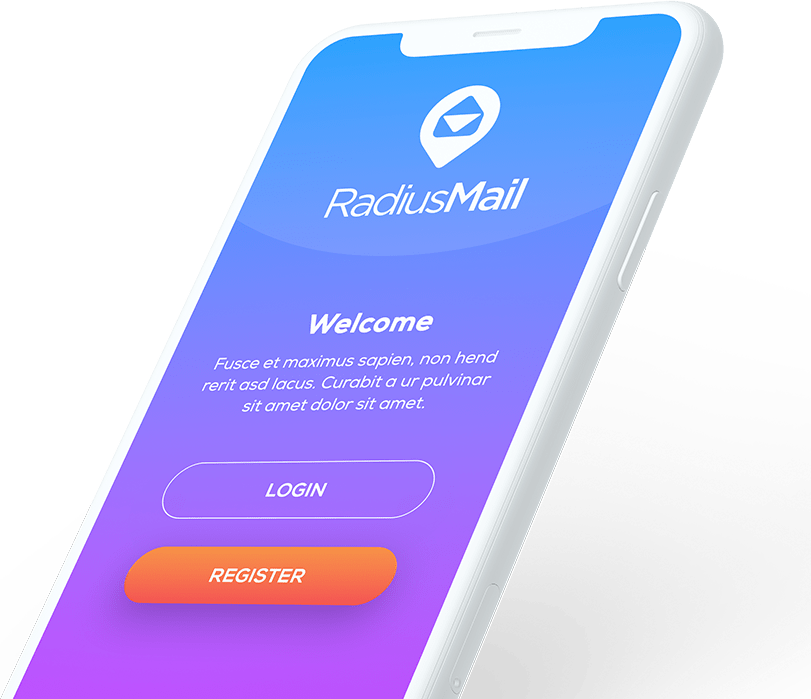 RadiusMail
Welcome
Fusce et maximus sapien, non hend
rerit asd lacus. Curabit a ur pulvinar
sit amet dolor sit amet.
LOGIN
REGISTER